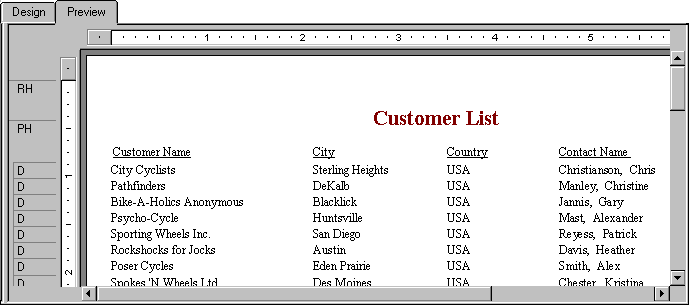 Design Preview
1 2 3 4 5
RH
PH
Customer List
Customer Name City Country Contact Name
D City Cyclists Sterling Heights USA Christianson, Chris
D Pathfinders DeKalb USA Manley, Christine
D Bike-A-Holics Anonymous Blacklick USA Jannis, Gary
D Psycho-Cycle Huntsville USA Mast, Alexander
D Sporting Wheels Inc. San Diego USA Reyess, Patrick
D Rockshocks for Jocks Austin USA Davis, Heather
D Poser Cycles Eden Prairie USA Smith, Alex
Spokes 'N Wheels Ltd. Des Moines USA Chester, Kristina
1
2